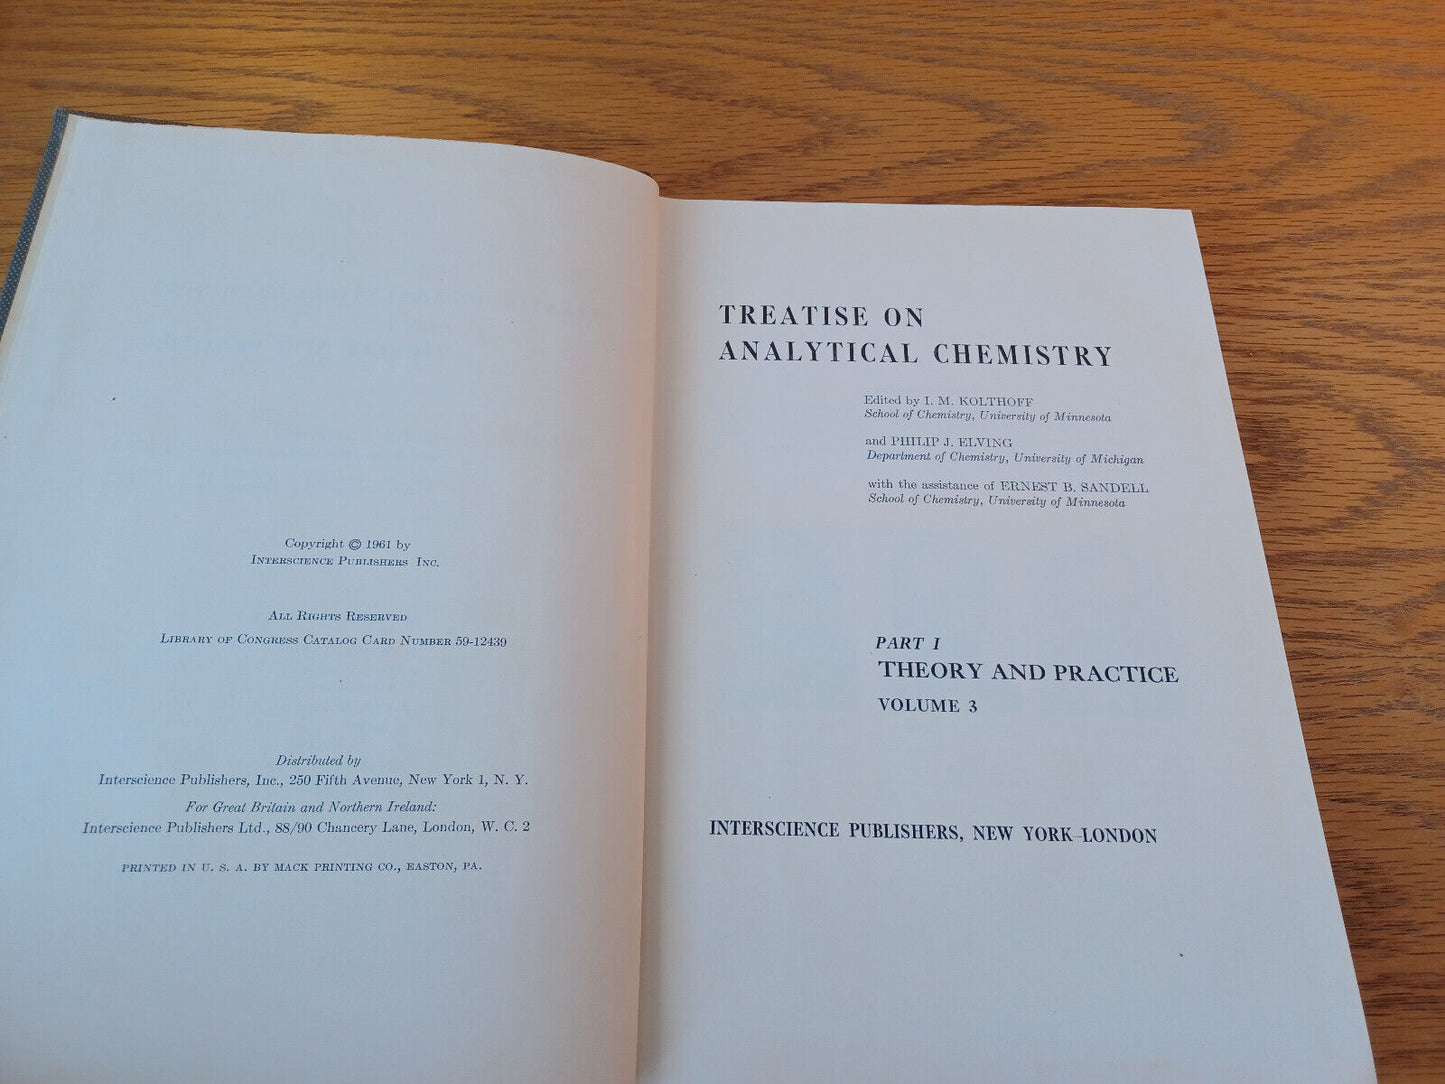 Copyright © 1961 by
INTERSCIENCE PUBLISHERS INC.
ALL RIGHTS RESERVED
LIBRARY OF CONGRESS CATALOG CARD NUMBER 59-12439
Distributed by
Interscience Publishers, Inc., 250 Fifth Avenue, New York 1, N. Y.
For Great Britain and Northern Ireland:
Interscience Publishers Ltd., 88/90 Chancery Lane, London, W. C. 2
PRINTED IN U. S. A. BY MACK PRINTING CO., EASTON, PA.
TREATISE ON
ANALYTICAL CHEMISTRY
Edited by I. M. KOLTHOFF
School of Chemistry, University of Minnesota
and PHILIP J. ELVING
Department of Chemistry, University of Michigan
with the assistance of ERNEST B. SANDELL
School of Chemistry, University of Minnesota
PART I
THEORY AND PRACTICE
VOLUME 3
INTERSCIENCE PUBLISHERS, NEW YORK–LONDON